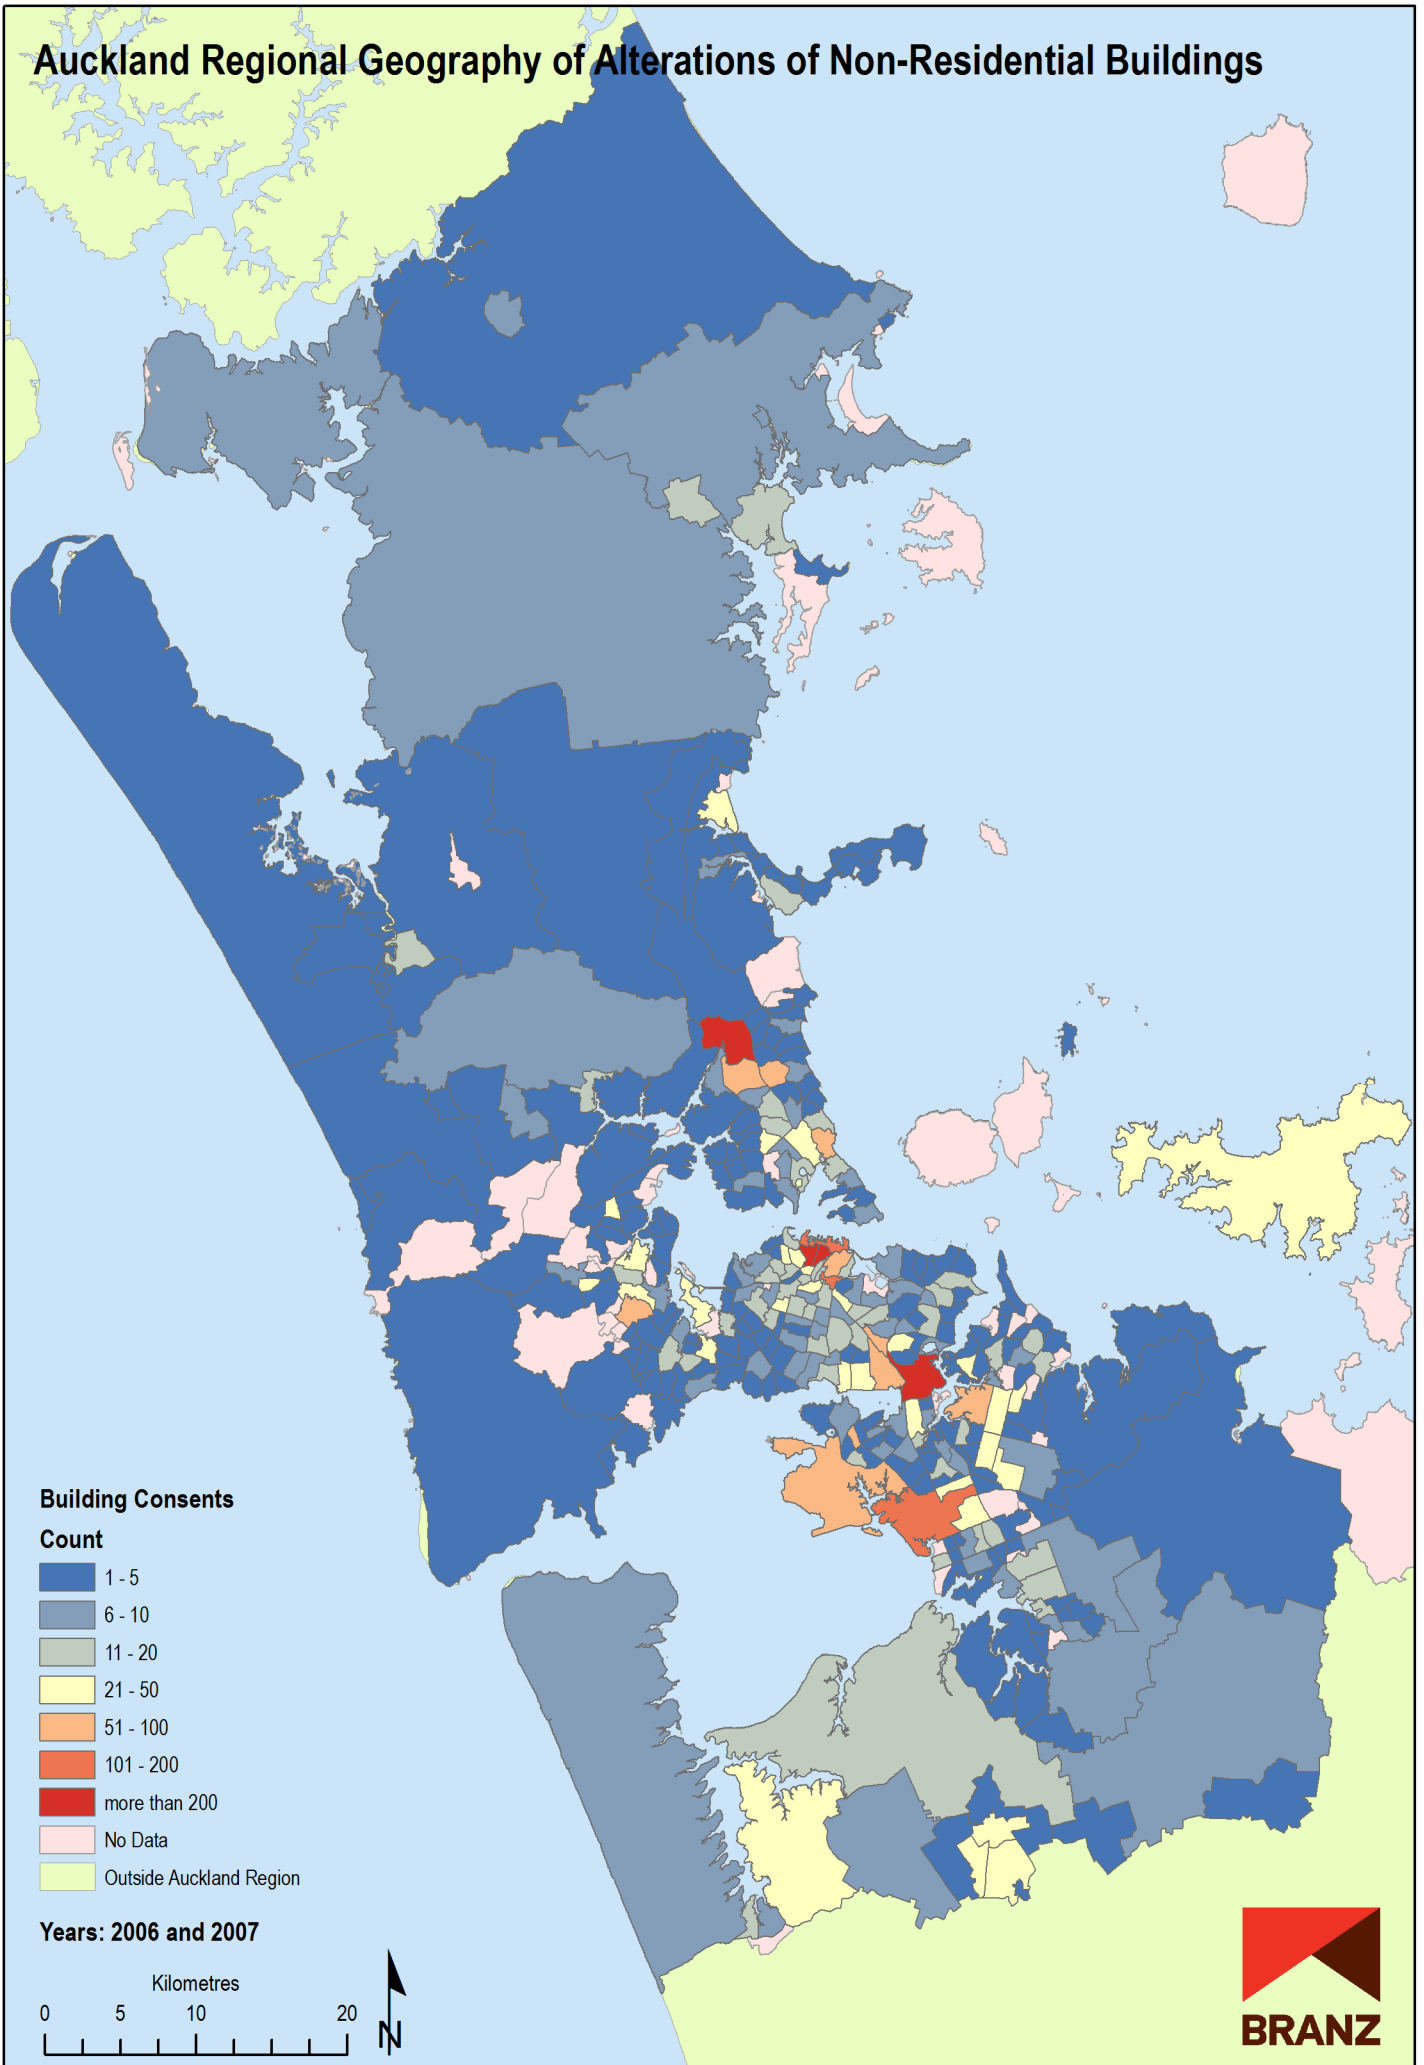 Auckland Regional Geography of Alterations of Non-Residential Buildings
Building Consents
Count
1 - 5
6 - 10
11 - 20
21 - 50
51 - 100
101 - 200
more than 200
No Data
Outside Auckland Region
Years: 2006 and 2007
Kilometres
0 5 10 20
N
BRANZ